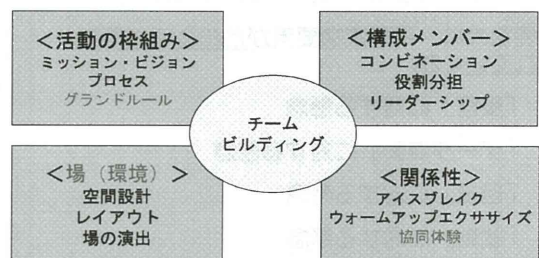 ＜活動の枠組み＞
ミッション・ビジョン
プロセス
グランドルール
＜構成メンバー＞
コンビネーション
役割分担
リーダーシップ
チーム
ビルディング
＜場（環境）＞
空間設計
レイアウト
場の演出
＜関係性＞
アイスブレイク
ウォームアップエクササイズ
協同体験